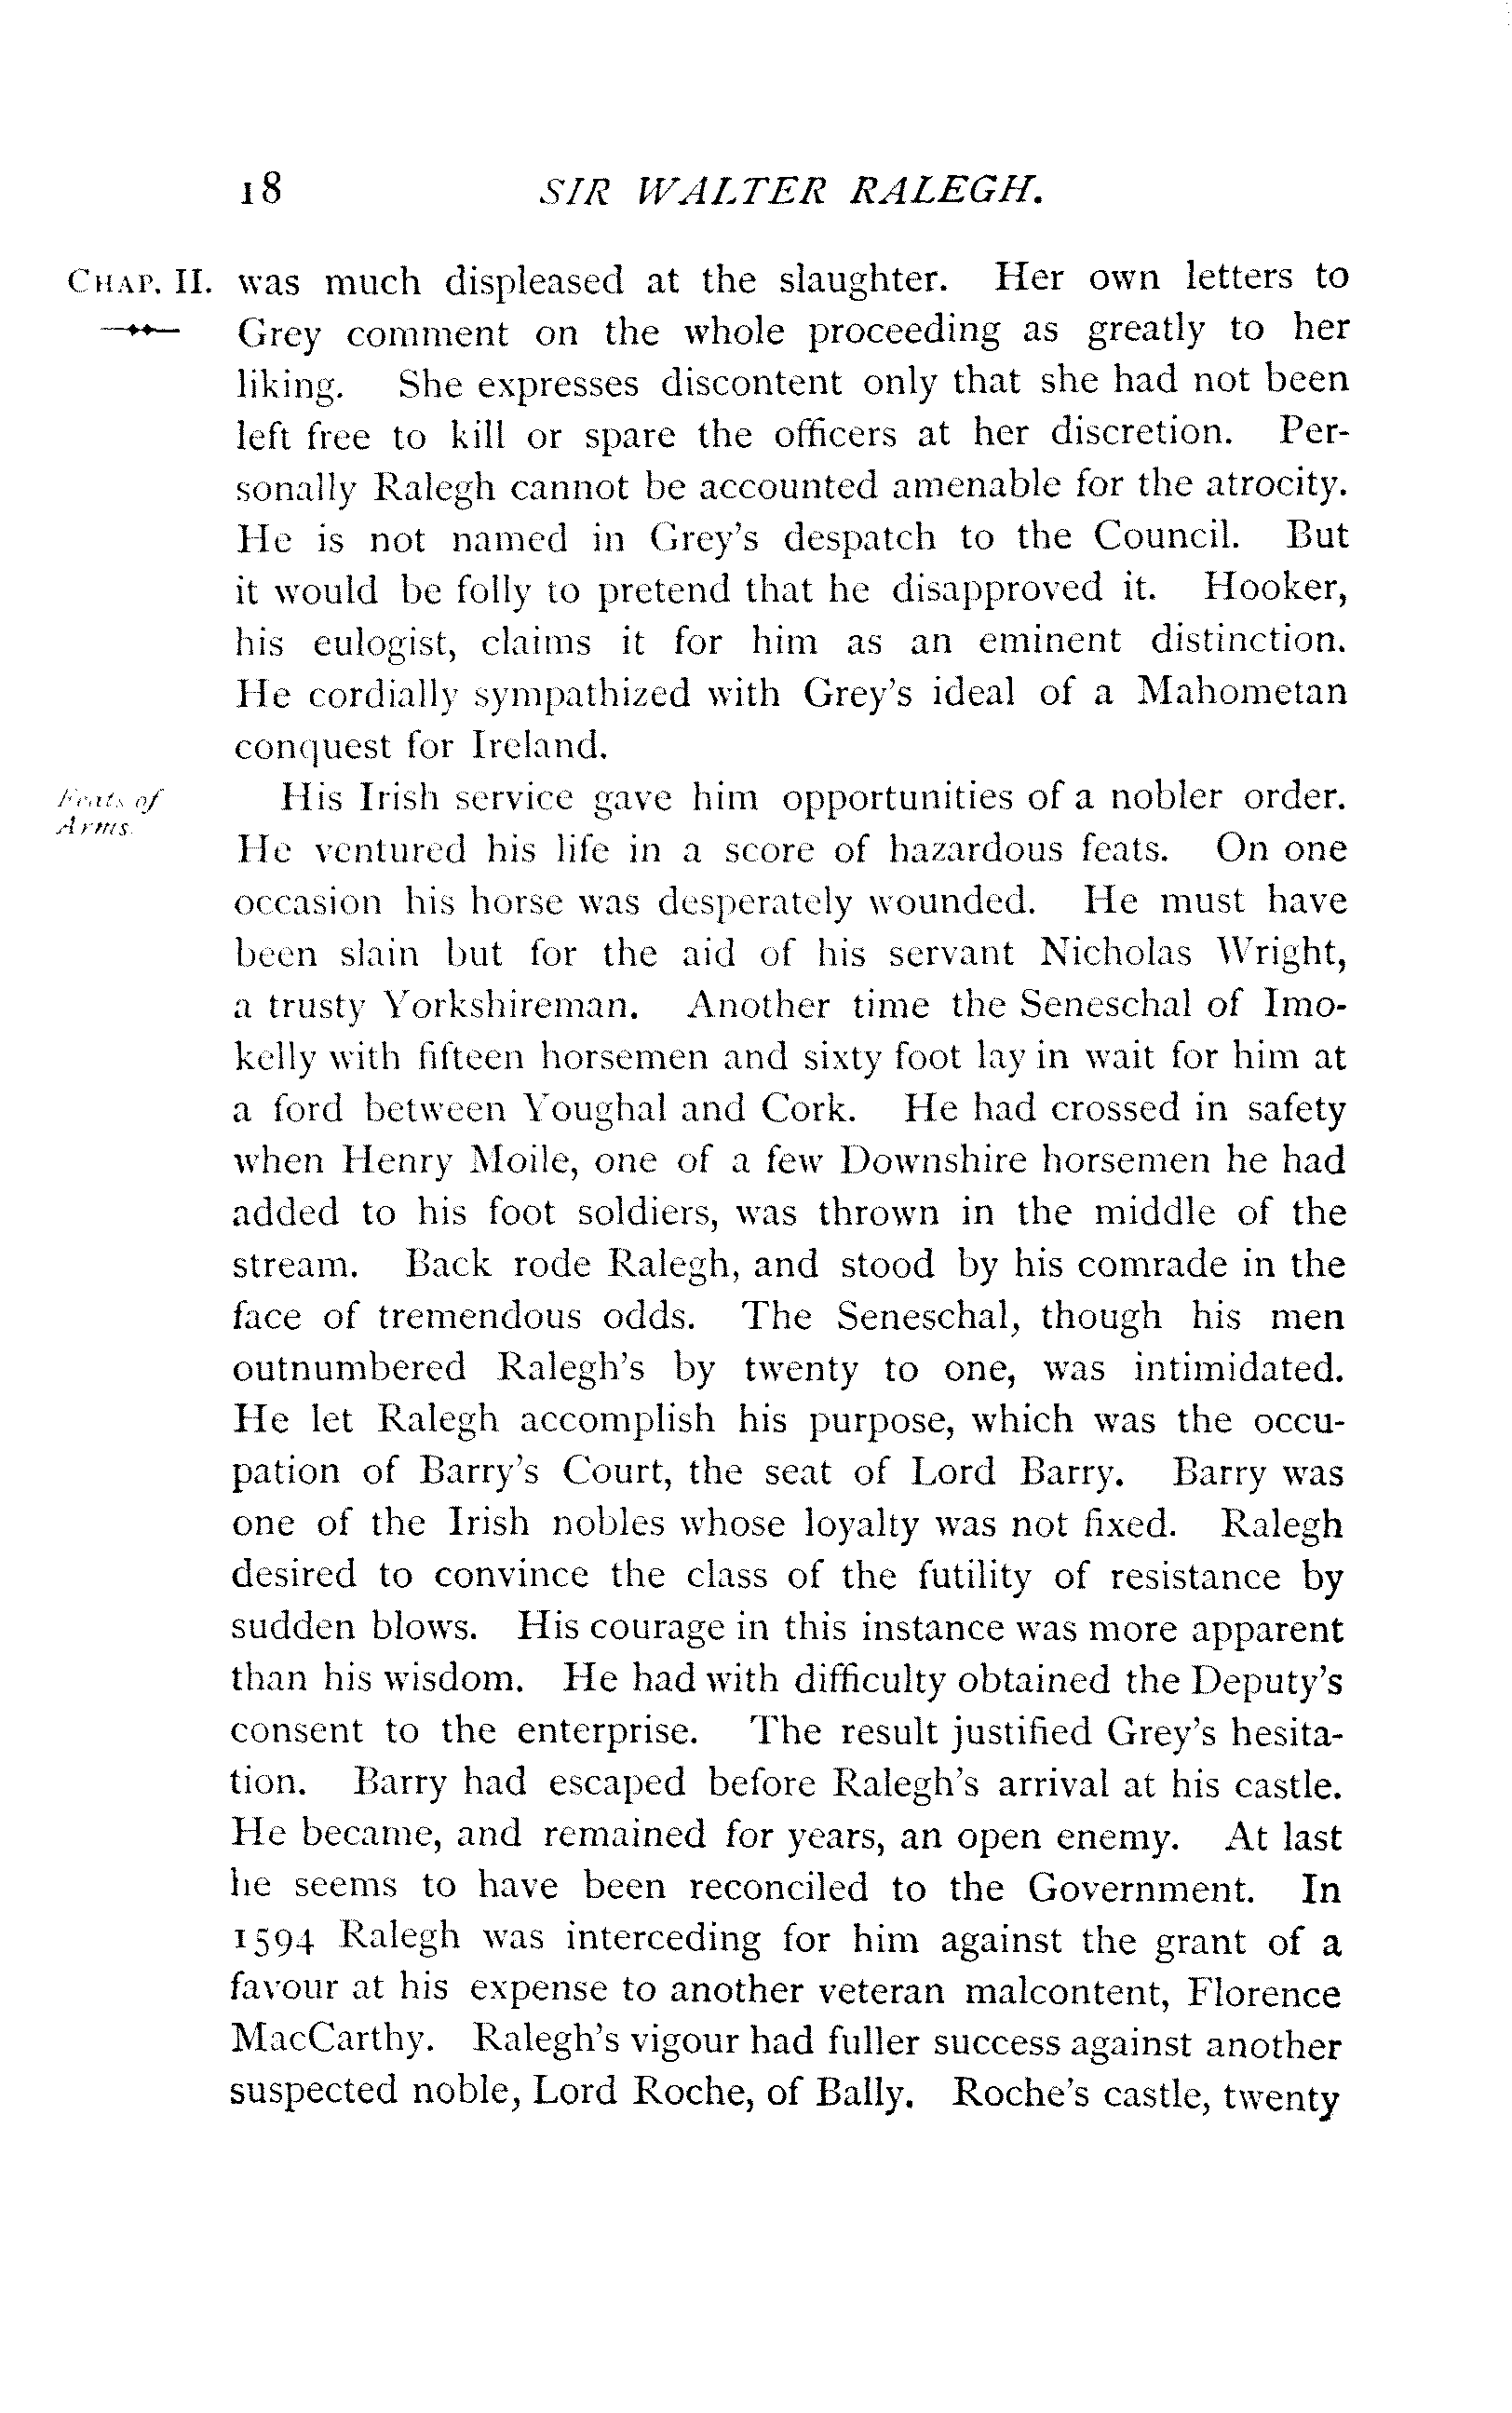 18 SIR WALTER RALEGH.
CHAP. II. was much displeased at the slaughter. Her own letters to
Grey comment on the whole proceeding as greatly to her
liking. She expresses discontent only that she had not been
left free to kill or spare the officers at her discretion. Per-
sonally Ralegh cannot be accounted amenable for the atrocity.
He is not named in Grey's despatch to the Council. But
it would be folly to pretend that he disapproved it. Hooker,
his eulogist, claims it for him as an eminent distinction.
He cordially sympathized with Grey's ideal of a Mahometan
conquest for Ireland.
Feats of
Arms.
His Irish service gave him opportunities of a nobler order.
He ventured his life in a score of hazardous feats. On one
occasion his horse was desperately wounded. He must have
been slain but for the aid of his servant Nicholas Wright,
a trusty Yorkshireman. Another time the Seneschal of Imo-
kelly with fifteen horsemen and sixty foot lay in wait for him at
a ford between Youghal and Cork. He had crossed in safety
when Henry Moile, one of a few Downshire horsemen he had
added to his foot soldiers, was thrown in the middle of the
stream. Back rode Ralegh, and stood by his comrade in the
face of tremendous odds. The Seneschal, though his men
outnumbered Ralegh's by twenty to one, was intimidated.
He let Ralegh accomplish his purpose, which was the occu-
pation of Barry's Court, the seat of Lord Barry. Barry was
one of the Irish nobles whose loyalty was not fixed. Ralegh
desired to convince the class of the futility of resistance by
sudden blows. His courage in this instance was more apparent
than his wisdom. He had with difficulty obtained the Deputy's
consent to the enterprise. The result justified Grey's hesita-
tion. Barry had escaped before Ralegh's arrival at his castle.
He became, and remained for years, an open enemy. At last
he seems to have been reconciled to the Government. In
1594 Ralegh was interceding for him against the grant of a
favour at his expense to another veteran malcontent, Florence
MacCarthy. Ralegh's vigour had fuller success against another
suspected noble, Lord Roche, of Bally. Roche's castle, twenty